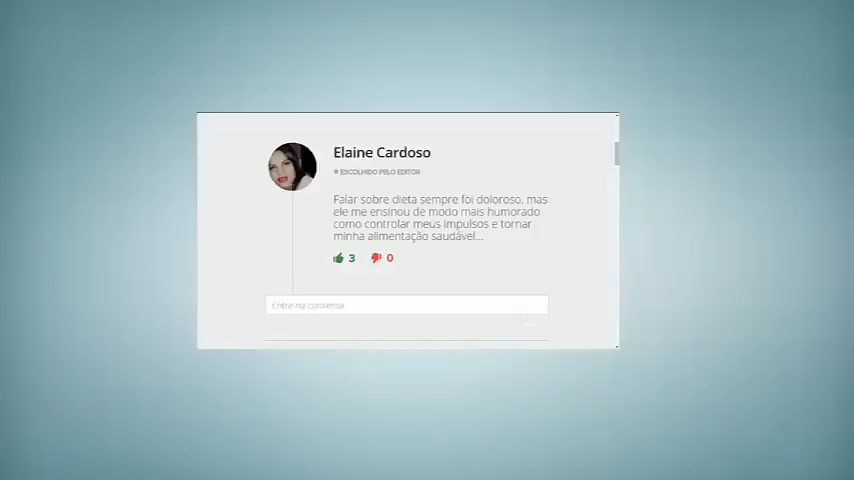 Elaine Cardoso
* ESCOLHIDO PELO EDITOR
Falar sobre dieta sempre foi doloroso, mas
ele me ensinou de modo mais humorado
como controlar meus impulsos e tornar
minha alimentação saudável...
3 0
Entre na conversa